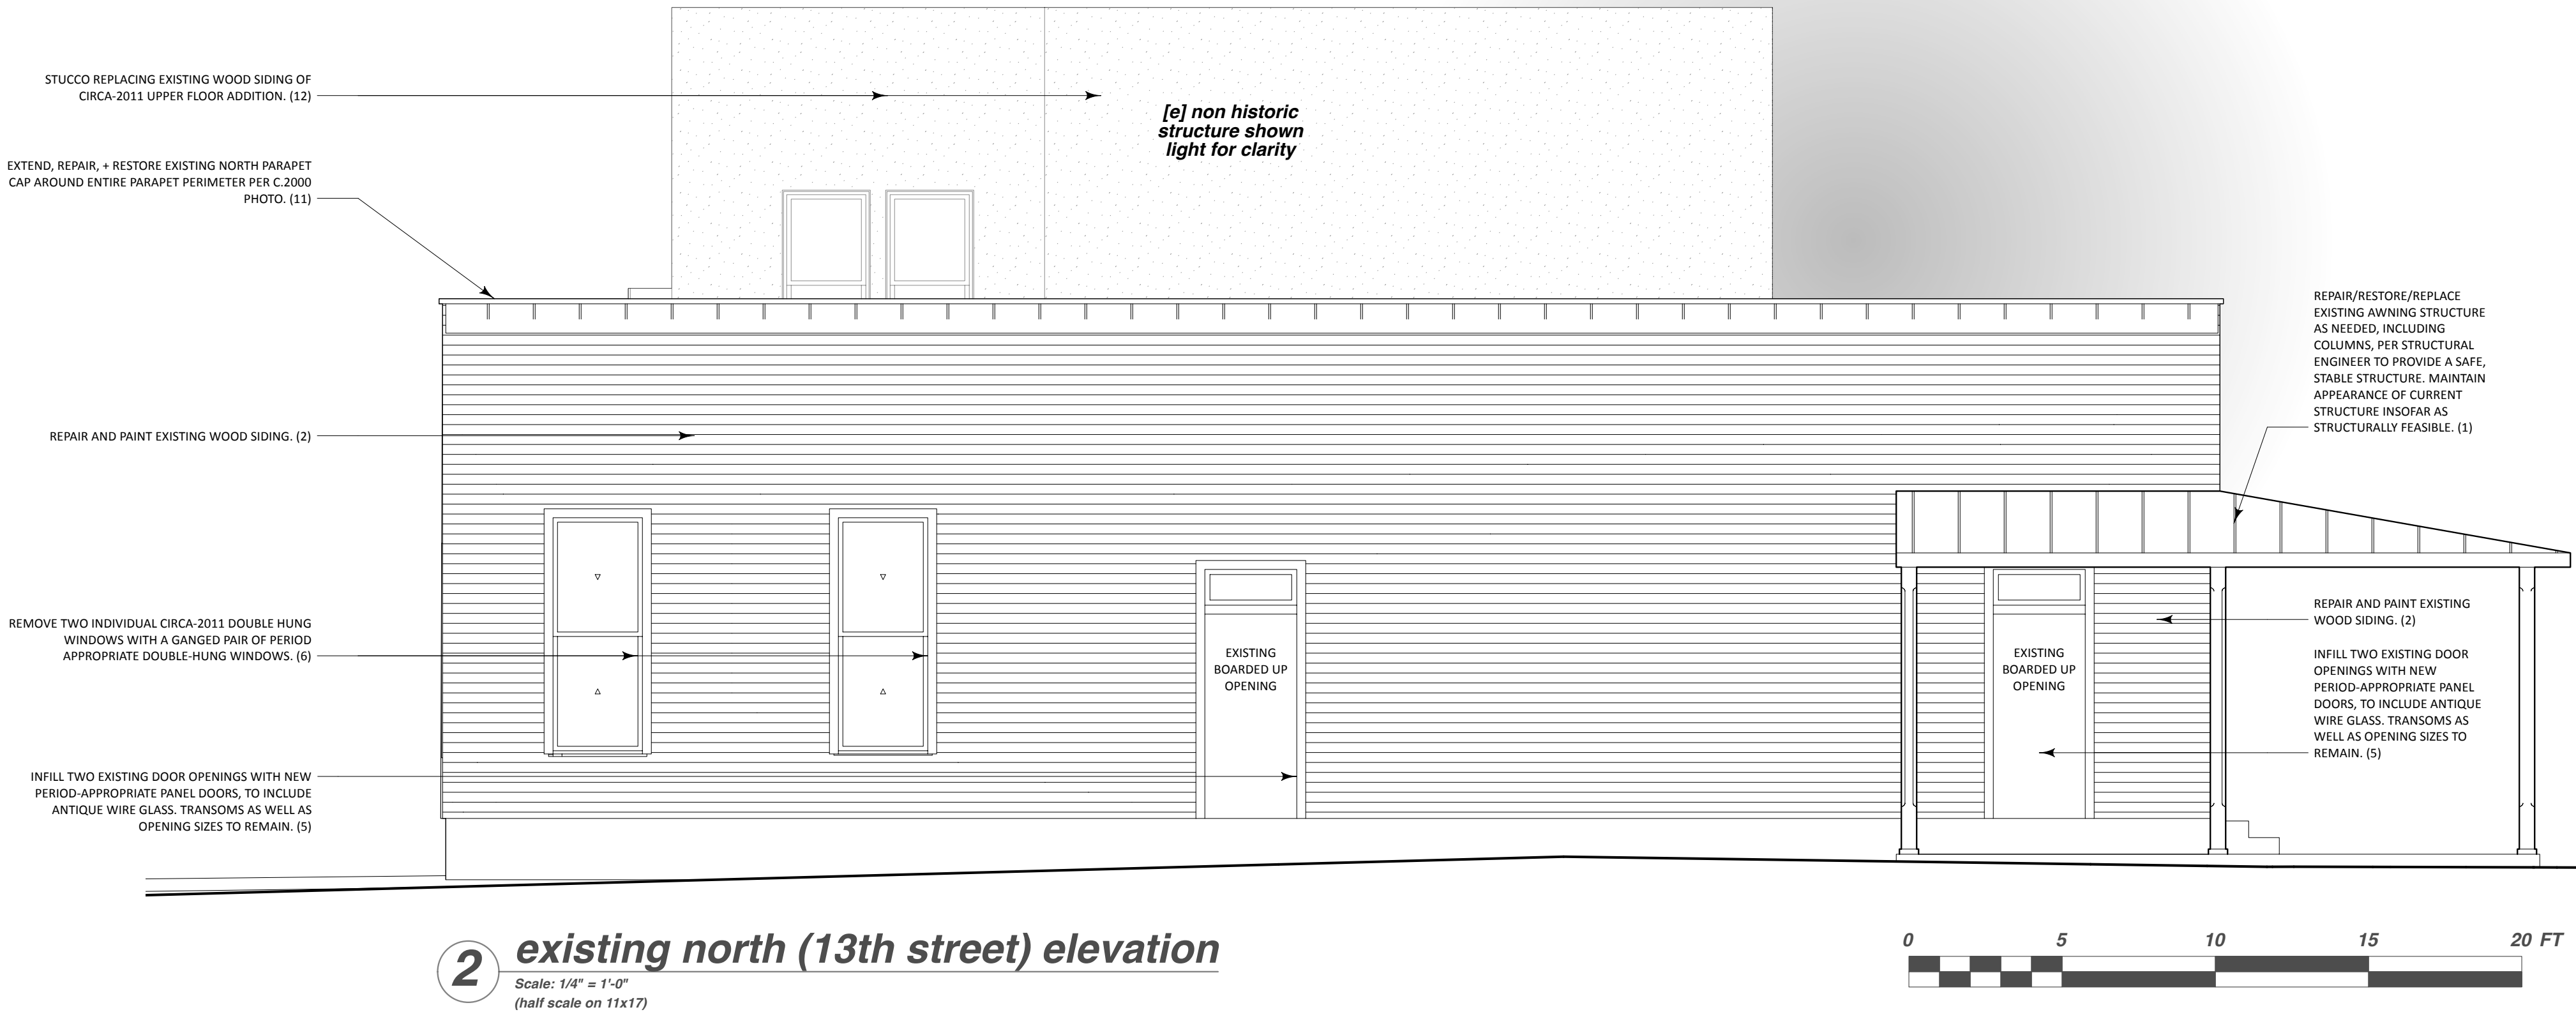 STUCCO REPLACING EXISTING WOOD SIDING OF
CIRCA-2011 UPPER FLOOR ADDITION. (12)
[e] non historic
structure shown
light for clarity
EXTEND, REPAIR, + RESTORE EXISTING NORTH PARAPET
CAP AROUND ENTIRE PARAPET PERIMETER PER C.2000
PHOTO. (11)
REPAIR/RESTORE/REPLACE
EXISTING AWNING STRUCTURE
AS NEEDED, INCLUDING
COLUMNS, PER STRUCTURAL
ENGINEER TO PROVIDE A SAFE,
STABLE STRUCTURE. MAINTAIN
APPEARANCE OF CURRENT
STRUCTURE INSOFAR AS
STRUCTURALLY FEASIBLE. (1)
REPAIR AND PAINT EXISTING WOOD SIDING. (2)
REMOVE TWO INDIVIDUAL CIRCA-2011 DOUBLE HUNG
WINDOWS WITH A GANGED PAIR OF PERIOD
APPROPRIATE DOUBLE-HUNG WINDOWS. (6)
EXISTING
BOARDED UP
OPENING
EXISTING
BOARDED UP
OPENING
REPAIR AND PAINT EXISTING
WOOD SIDING. (2)
INFILL TWO EXISTING DOOR
OPENINGS WITH NEW
PERIOD-APPROPRIATE PANEL
DOORS, TO INCLUDE ANTIQUE
WIRE GLASS. TRANSOMS AS
WELL AS OPENING SIZES TO
REMAIN. (5)
INFILL TWO EXISTING DOOR OPENINGS WITH NEW
PERIOD-APPROPRIATE PANEL DOORS, TO INCLUDE
ANTIQUE WIRE GLASS. TRANSOMS AS WELL AS
OPENING SIZES TO REMAIN. (5)
2 existing north (13th street) elevation
Scale: 1/4" = 1'-0"
(half scale on 11x17)
0 5 10 15 20 FT